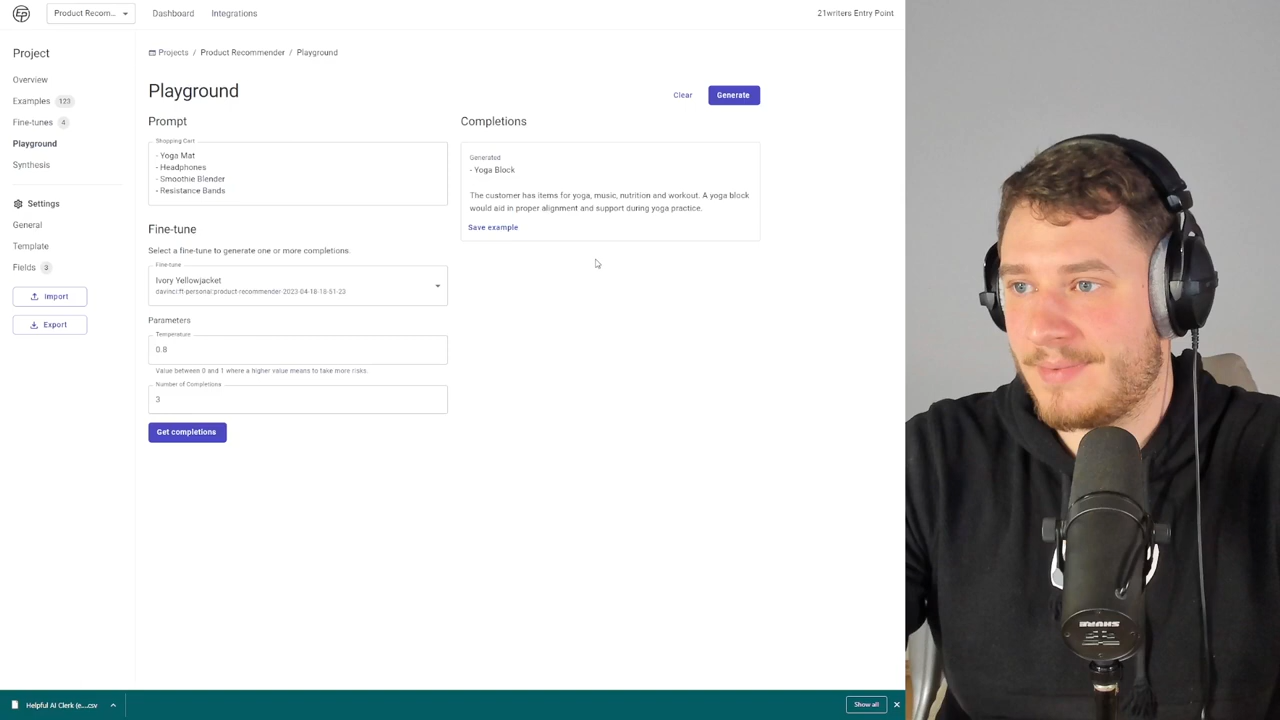 EP
Product Recom...
Dashboard
Integrations
21writers Entry Point
Project
Overview
Examples 123
Fine-tunes 4
Playground
Synthesis
Settings
General
Template
Fields 3
Import
Export
Projects / Product Recommender / Playground
Playground
Clear
Generate
Prompt
Shopping Cart
- Yoga Mat
- Headphones
- Smoothie Blender
- Resistance Bands
Fine-tune
Select a fine-tune to generate one or more completions.
Fine-tune
Ivory Yellowjacket
davinci:ft-personal:product-recommender-2023-04-18-18-51-23
Parameters
Temperature
0.8
Value between 0 and 1 where a higher value means to take more risks.
Number of Completions
3
Get completions
Completions
Generated
- Yoga Block
The customer has items for yoga, music, nutrition and workout. A yoga block
would aid in proper alignment and support during yoga practice.
Save example
Helpful AI Clerk (e....csv
Show all
SHURE